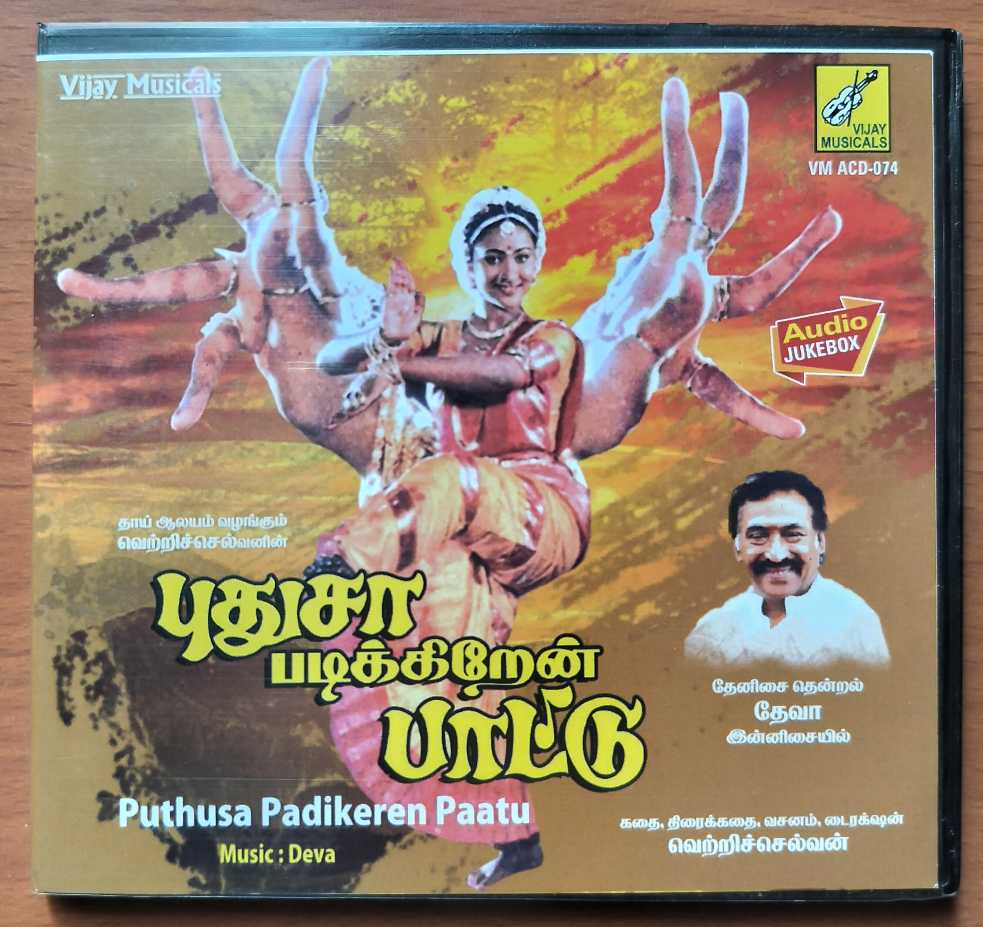 Vijay Musicals
VIJAY
MUSICALS
VM ACD-074
Audio
JUKEBOX
தாய் ஆலயம் வழங்கும்
வெற்றிச்செல்வனின்
புதுசா
படிக்கிறேன்
பாட்டு
Puthusa Padikeren Paatu
Music : Deva
தேனிசை தென்றல்
தேவா
இன்னிசையில்
கதை, திரைக்கதை, வசனம், டைரக்‌ஷன்
வெற்றிச்செல்வன்